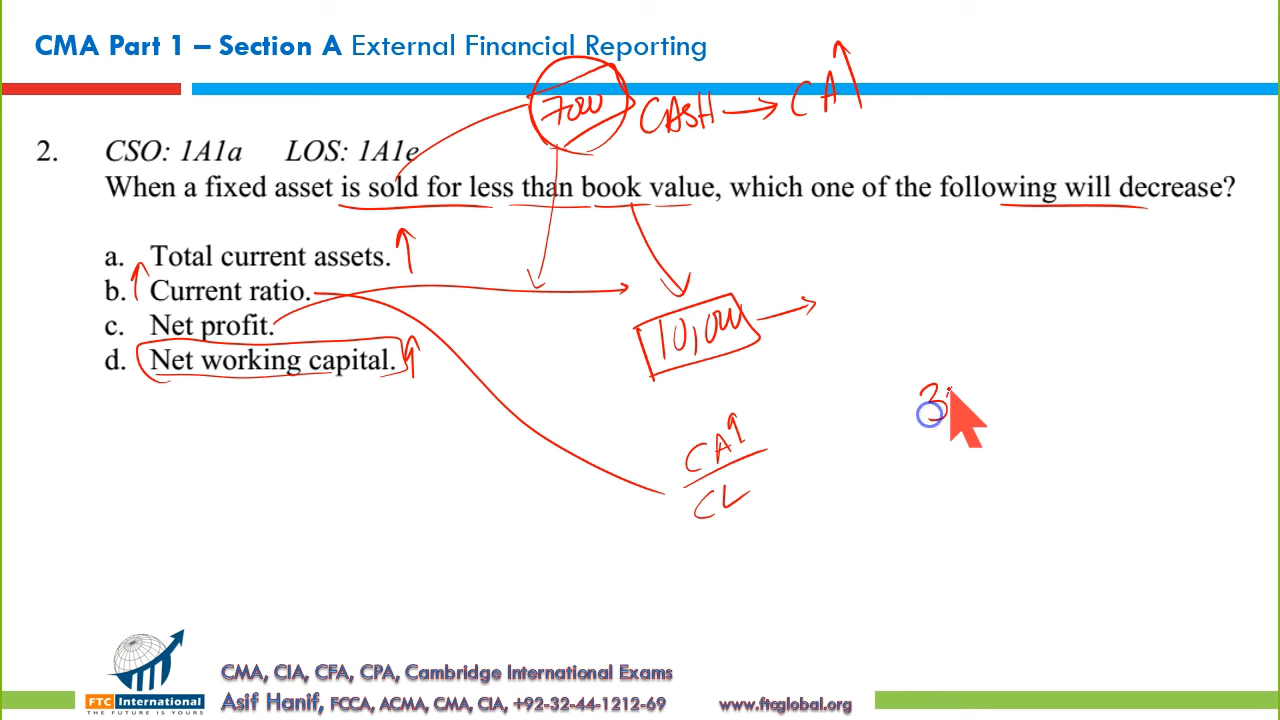 CMA Part 1 – Section A External Financial Reporting
7000 CASH → CA↑
2. CSO: 1A1a LOS: 1A1e
When a fixed asset is sold for less than book value, which one of the following will decrease?
a. Total current assets. ↑
b. ↑ Current ratio.
c. Net profit.
d. Net working capital. ↑
10,000
3
CA↑
CL
FTC International
THE FUTURE IS YOURS
CMA, CIA, CFA, CPA, Cambridge International Exams
Asif Hanif, FCCA, ACMA, CMA, CIA, +92-32-44-1212-69 www.ftcglobal.org